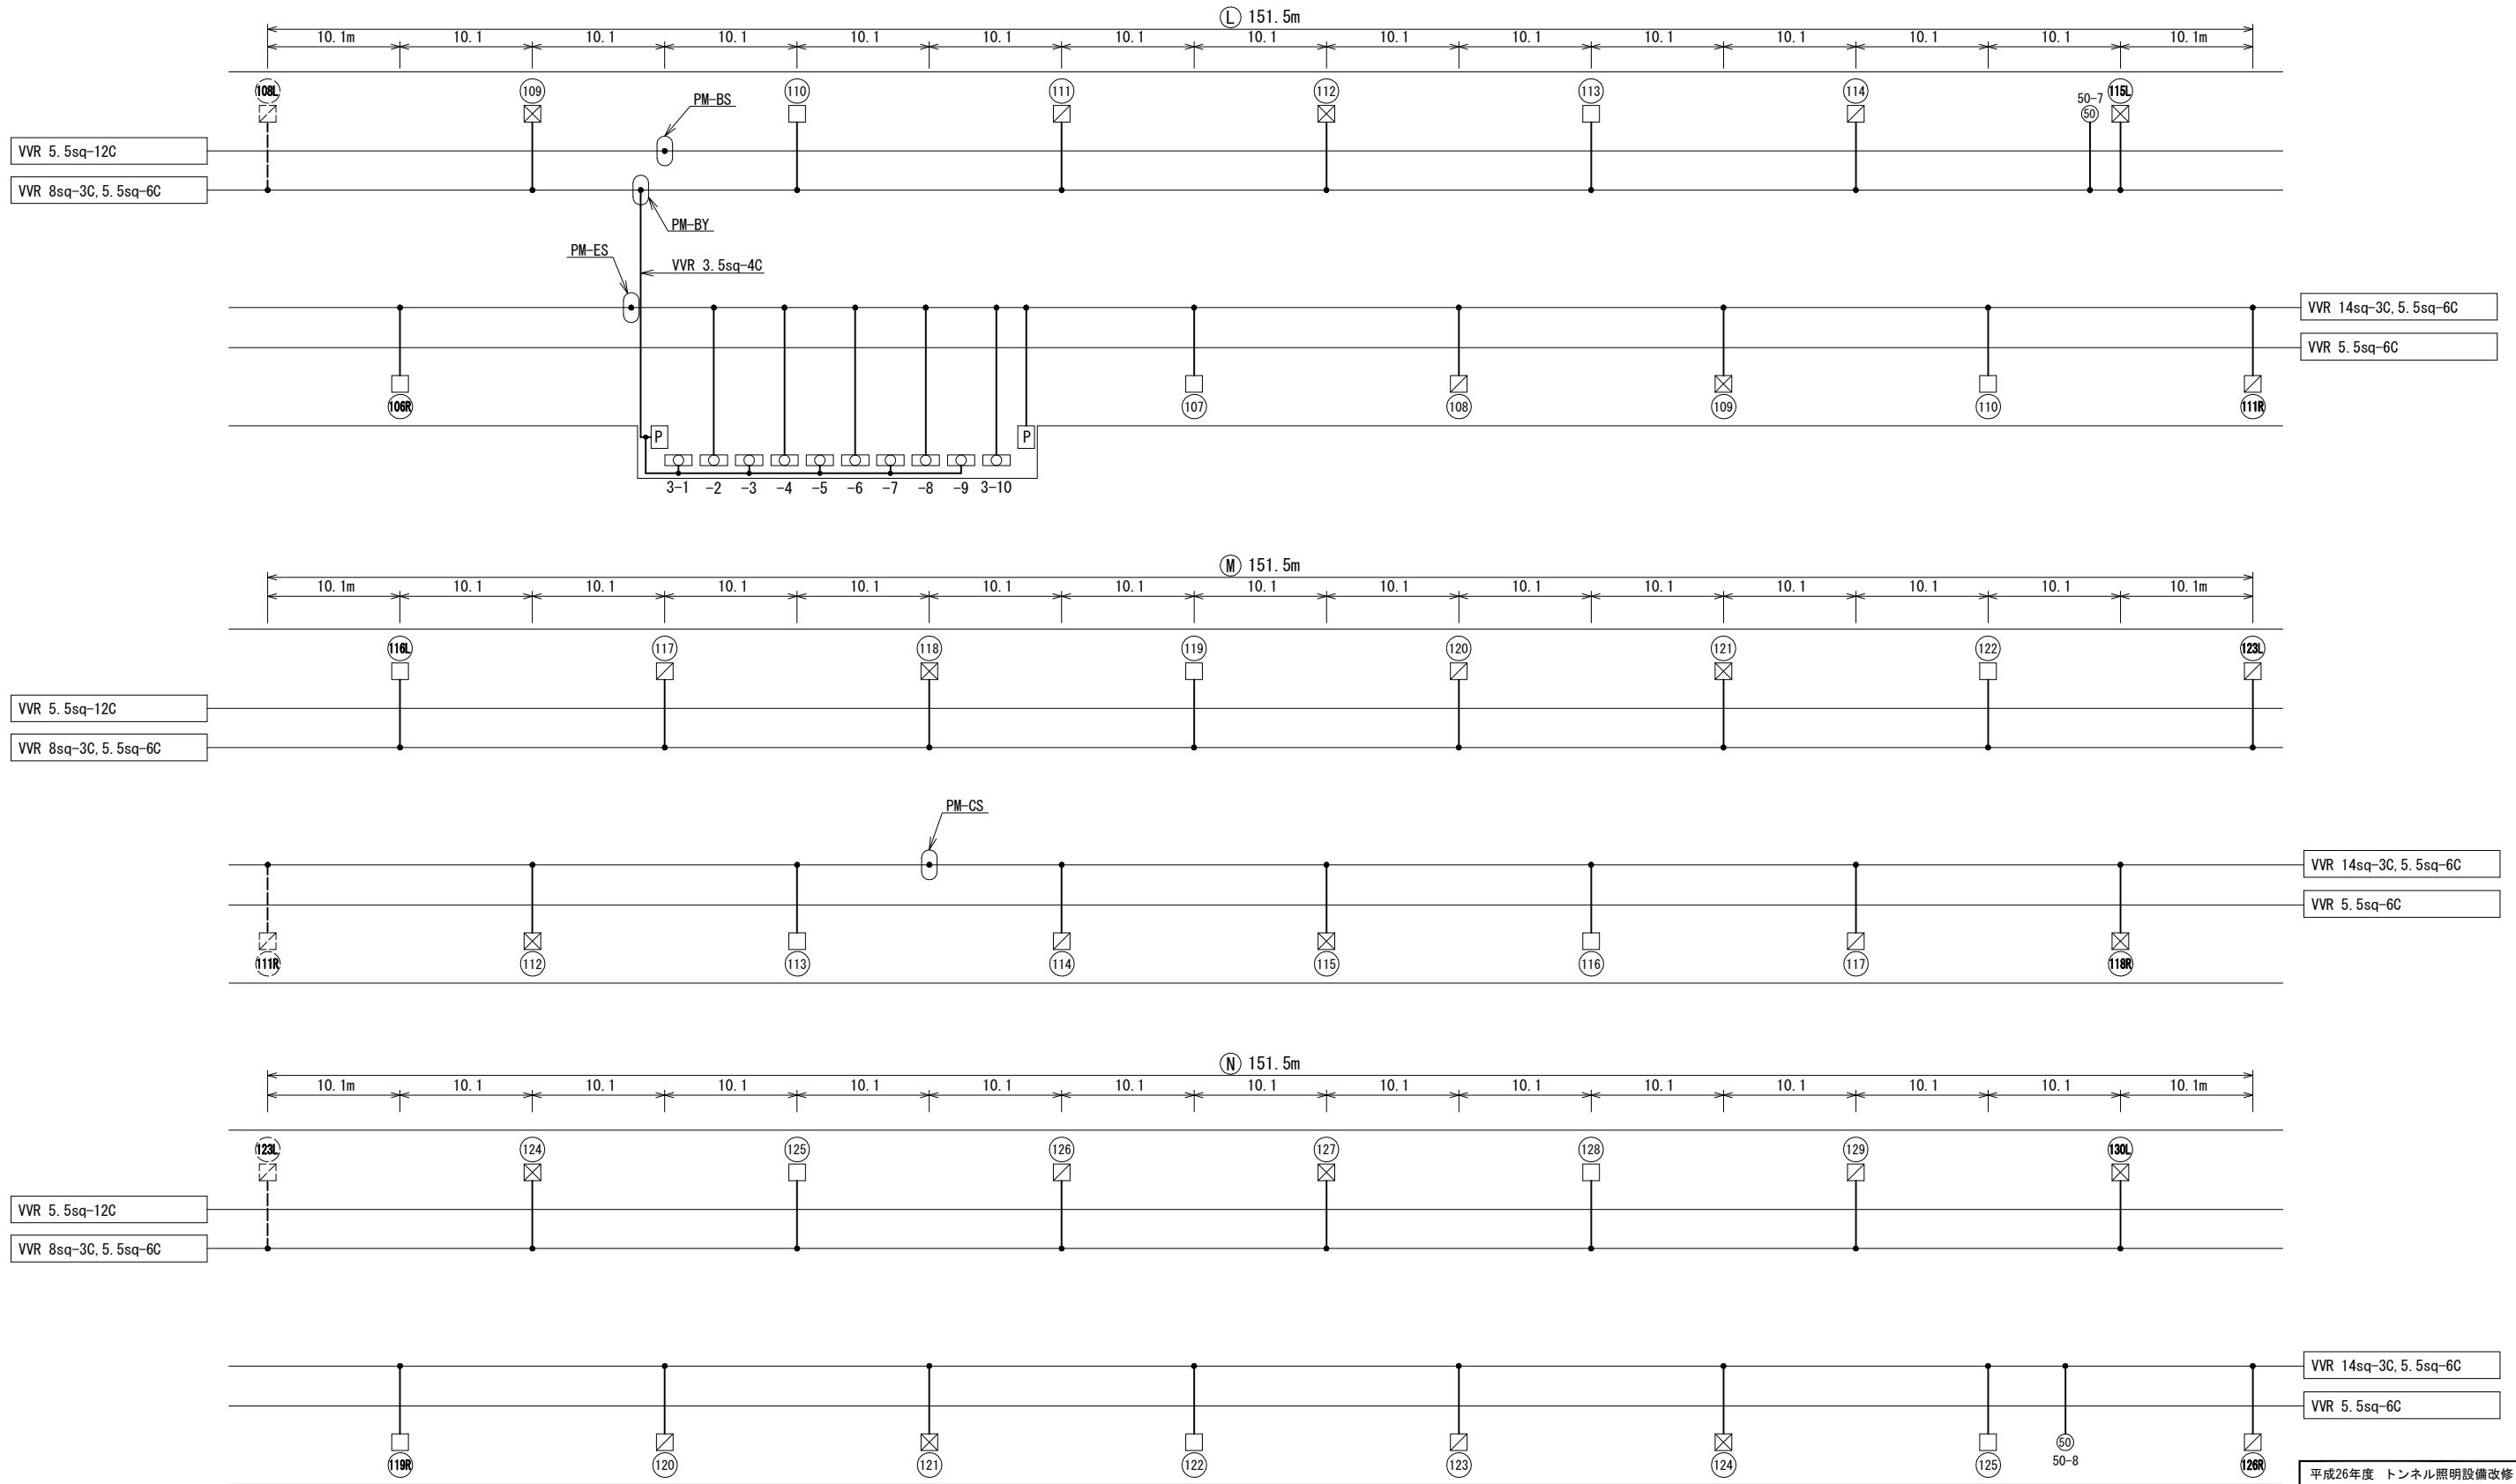 Ⓛ 151.5m
10.1m 10.1 10.1 10.1 10.1 10.1 10.1 10.1 10.1 10.1 10.1 10.1 10.1 10.1 10.1m
108L 109 110 111 112 113 114 50-7 115L
50
PM-BS
VVR 5.5sq-12C
VVR 8sq-3C, 5.5sq-6C
PM-BY
PM-ES
VVR 3.5sq-4C
VVR 14sq-3C, 5.5sq-6C
VVR 5.5sq-6C
106R 107 108 109 110 111R
P P
3-1 -2 -3 -4 -5 -6 -7 -8 -9 3-10
Ⓜ 151.5m
10.1m 10.1 10.1 10.1 10.1 10.1 10.1 10.1 10.1 10.1 10.1 10.1 10.1 10.1 10.1m
116L 117 118 119 120 121 122 123L
VVR 5.5sq-12C
VVR 8sq-3C, 5.5sq-6C
PM-CS
VVR 14sq-3C, 5.5sq-6C
VVR 5.5sq-6C
111R 112 113 114 115 116 117 118R
Ⓝ 151.5m
10.1m 10.1 10.1 10.1 10.1 10.1 10.1 10.1 10.1 10.1 10.1 10.1 10.1 10.1 10.1m
123L 124 125 126 127 128 129 130L
VVR 5.5sq-12C
VVR 8sq-3C, 5.5sq-6C
VVR 14sq-3C, 5.5sq-6C
VVR 5.5sq-6C
50
119R 120 121 122 123 124 125 50-8 126R
平成26年度 トンネル照明設備改修